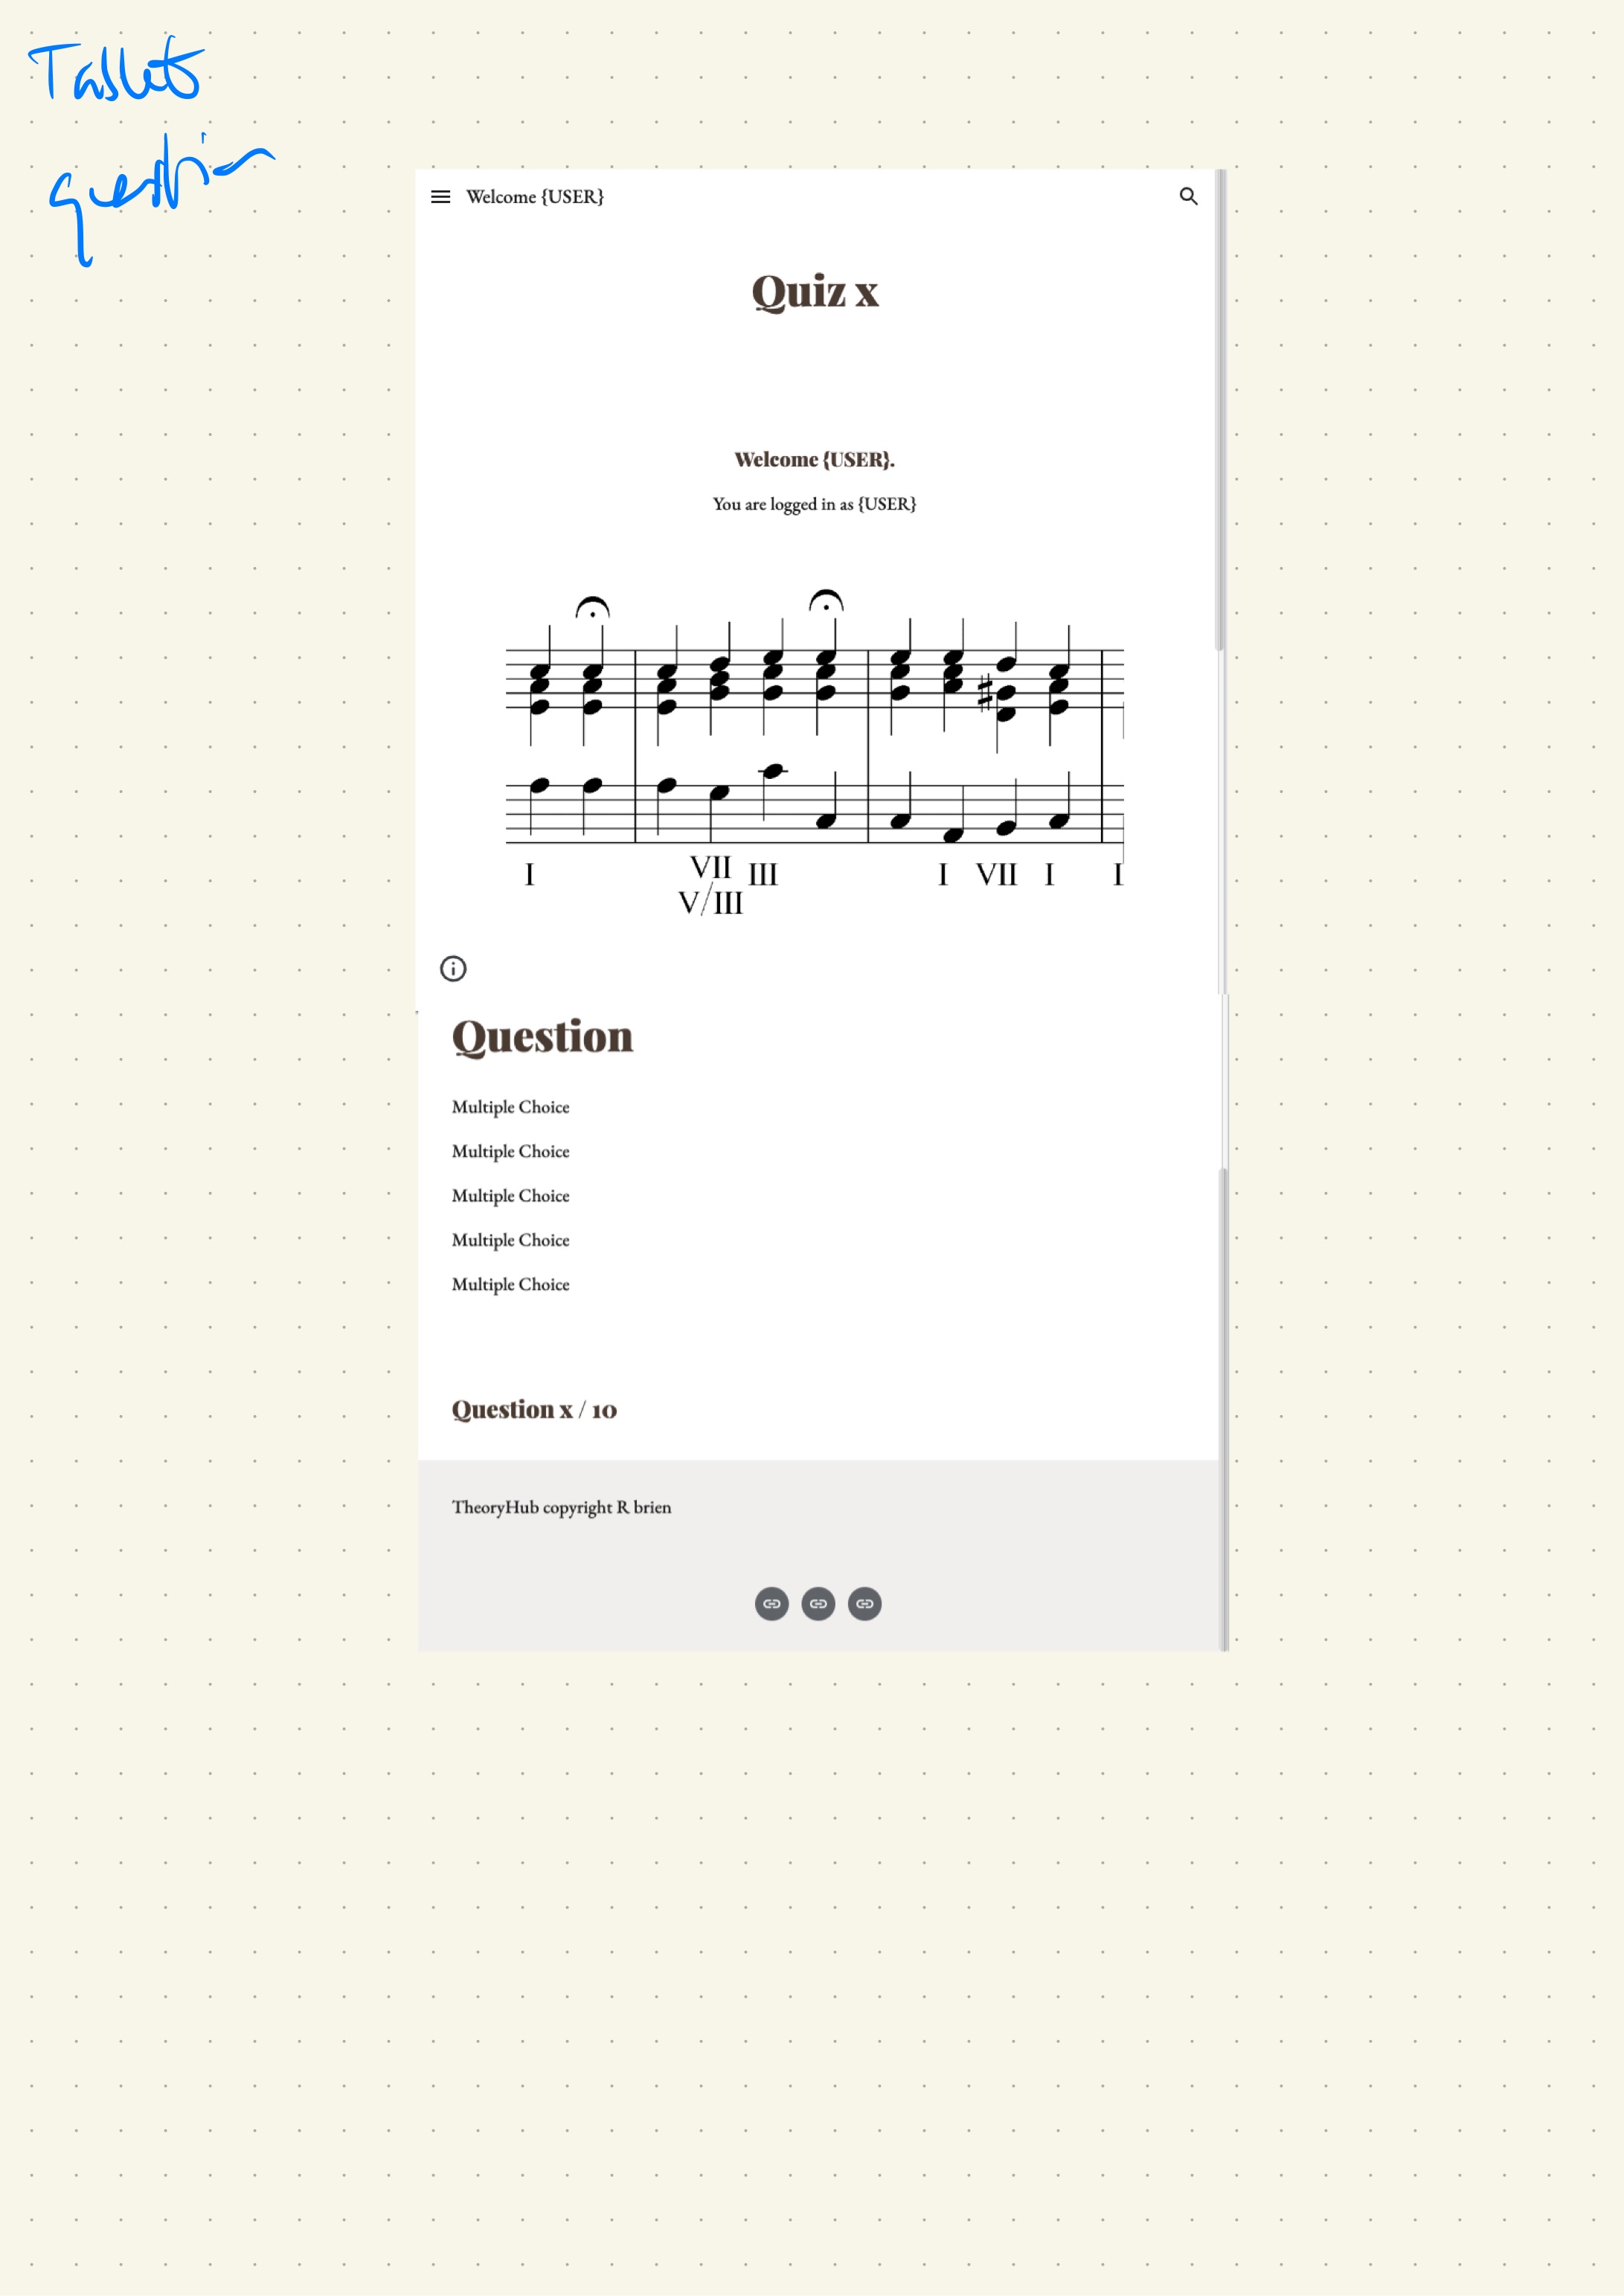 Tablet
question
Welcome {USER}
Quiz x
Welcome {USER}.
You are logged in as {USER}
I VII III I VII I I
V/III
Question
Multiple Choice
Multiple Choice
Multiple Choice
Multiple Choice
Multiple Choice
Question x / 10
TheoryHub copyright R brien